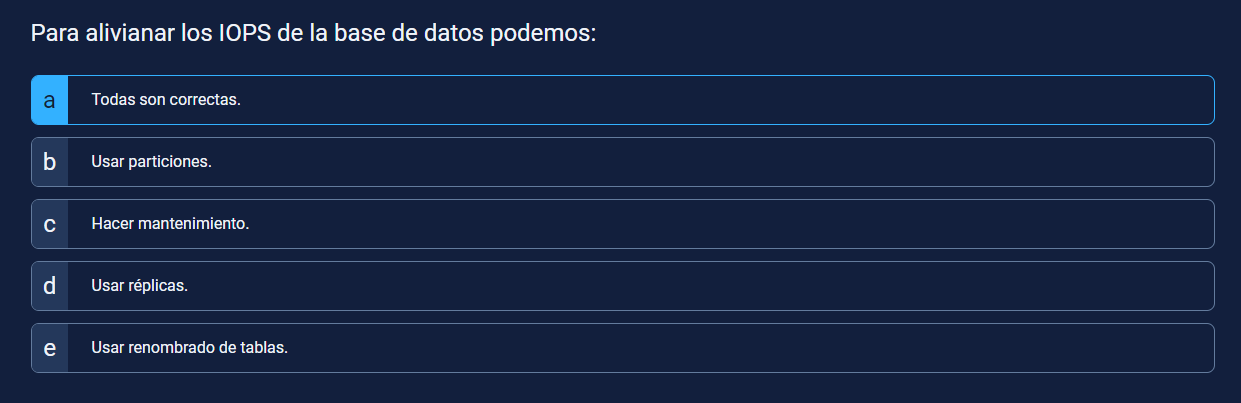 Para alivianar los IOPS de la base de datos podemos:
a Todas son correctas.
b Usar particiones.
c Hacer mantenimiento.
d Usar réplicas.
e Usar renombrado de tablas.